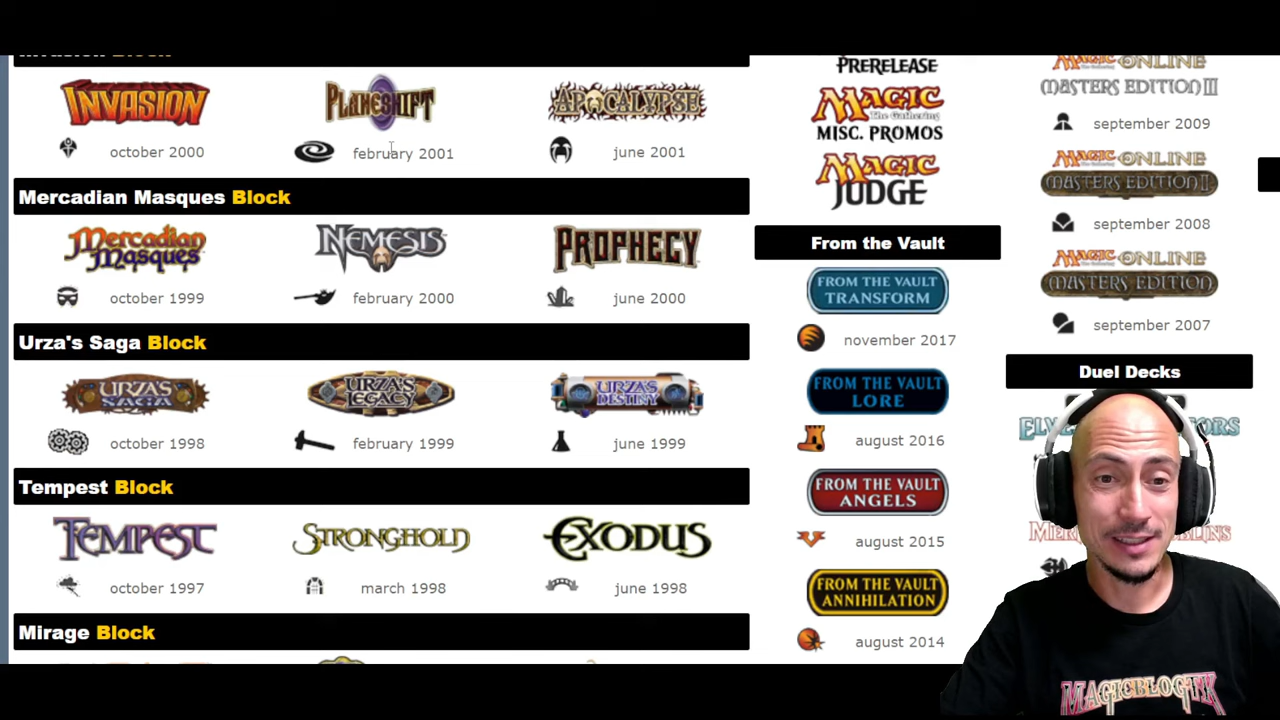 Invasion Block
INVASION
PLANESHIFT
APOCALYPSE
october 2000
february 2001
june 2001
Mercadian Masques Block
Mercadian
Masques
NEMESIS
PROPHECY
october 1999
february 2000
june 2000
Urza's Saga Block
URZA'S
SAGA
URZA'S
LEGACY
URZA'S
DESTINY
october 1998
february 1999
june 1999
Tempest Block
TEMPEST
STRONGHOLD
EXODUS
october 1997
march 1998
june 1998
Mirage Block
PRERELEASE
MAGIC
The Gathering
MISC. PROMOS
MAGIC
JUDGE
From the Vault
FROM THE VAULT
TRANSFORM
november 2017
FROM THE VAULT
LORE
august 2016
FROM THE VAULT
ANGELS
august 2015
FROM THE VAULT
ANNIHILATION
august 2014
MAGIC ONLINE
MASTERS EDITION III
september 2009
MAGIC ONLINE
MASTERS EDITION II
september 2008
MAGIC ONLINE
MASTERS EDITION
september 2007
Duel Decks